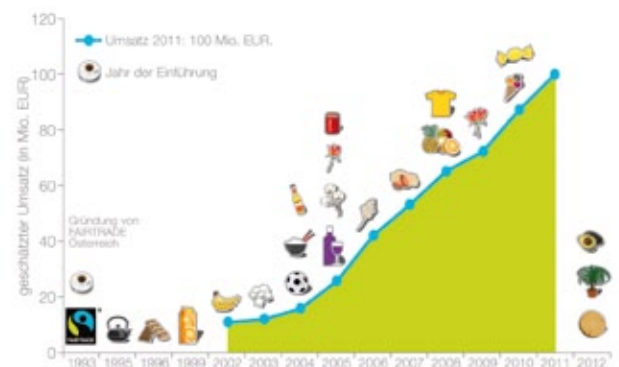 120
100
80
60
40
20
0
geschätzter Umsatz (in Mio. EUR)
Umsatz 2011: 100 Mio. EUR.
Jahr der Einführung
Gründung von
FAIRTRADE
Österreich
FAIRTRADE
1993 1995 1996 1999 2002 2003 2004 2005 2006 2007 2008 2009 2010 2011 2012